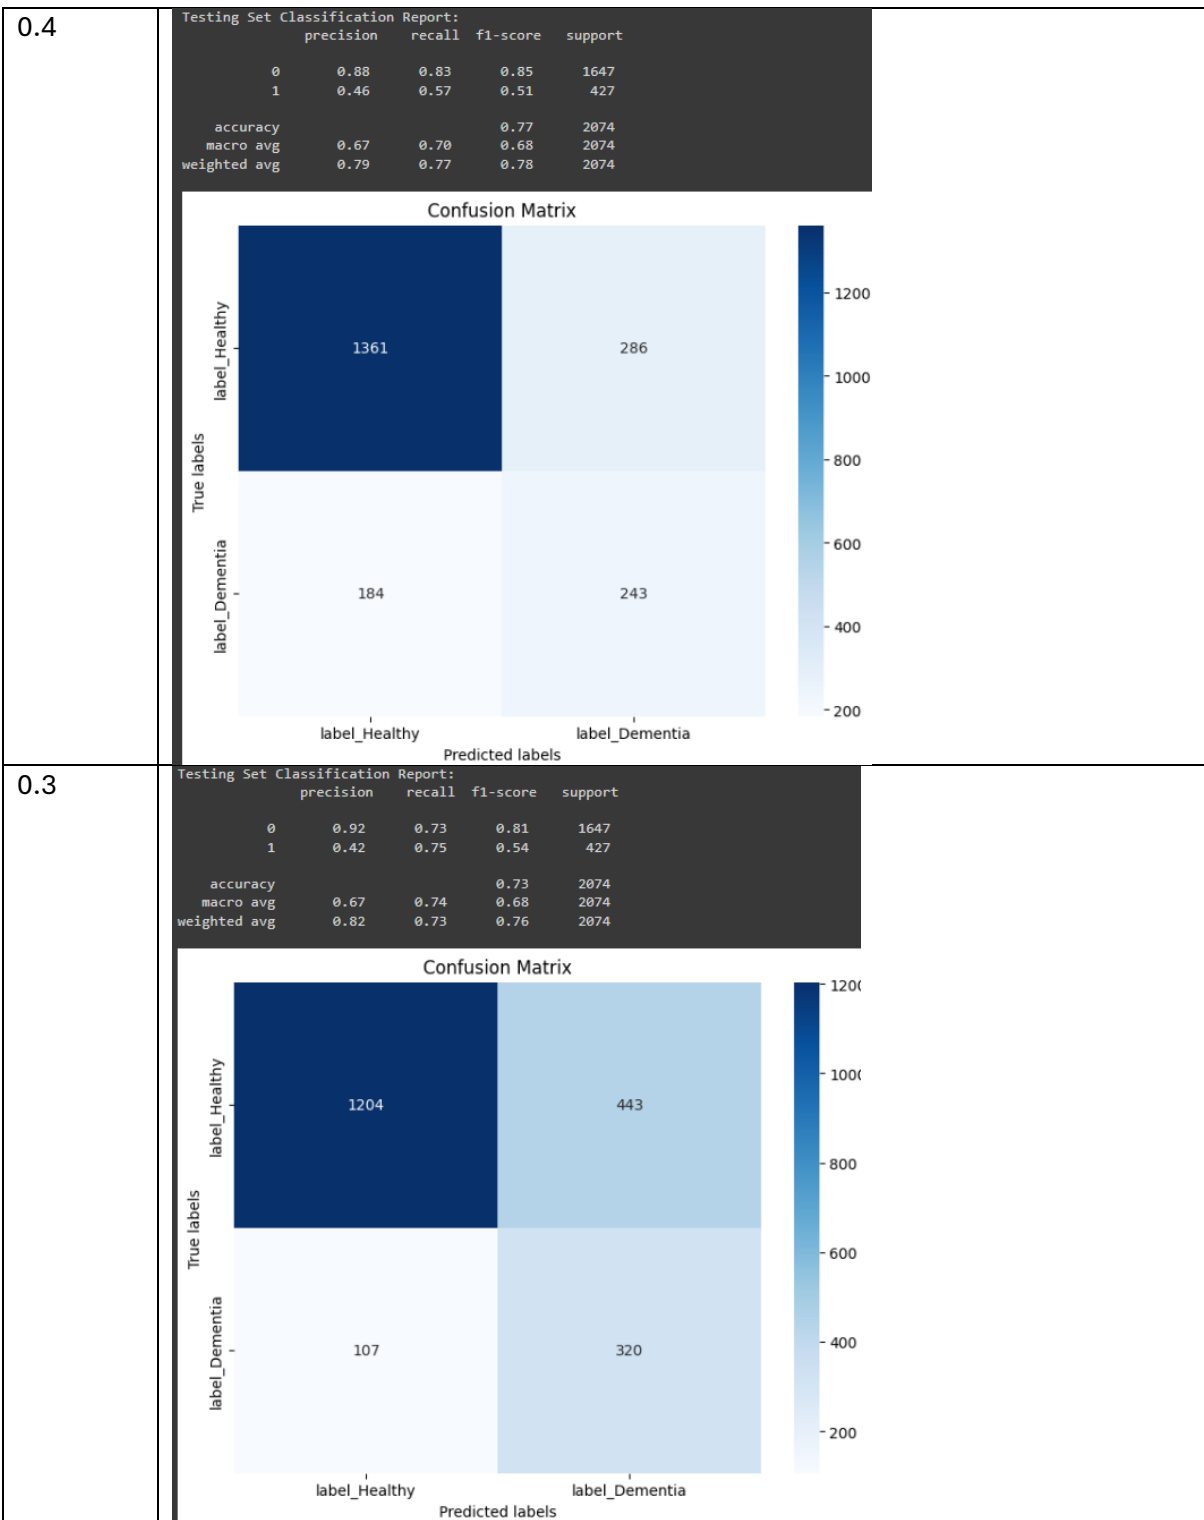 0.4
Testing Set Classification Report:
precision recall f1-score support
0 0.88 0.83 0.85 1647
1 0.46 0.57 0.51 427
accuracy 0.77 2074
macro avg 0.67 0.70 0.68 2074
weighted avg 0.79 0.77 0.78 2074
Confusion Matrix
1361 286
184 243
label_Healthy
label_Dementia
True labels
label_Healthy label_Dementia
Predicted labels
1200
1000
800
600
400
200
0.3
Testing Set Classification Report:
precision recall f1-score support
0 0.92 0.73 0.81 1647
1 0.42 0.75 0.54 427
accuracy 0.73 2074
macro avg 0.67 0.74 0.68 2074
weighted avg 0.82 0.73 0.76 2074
Confusion Matrix
1204 443
107 320
label_Healthy
label_Dementia
True labels
label_Healthy label_Dementia
Predicted labels
800
600
400
200